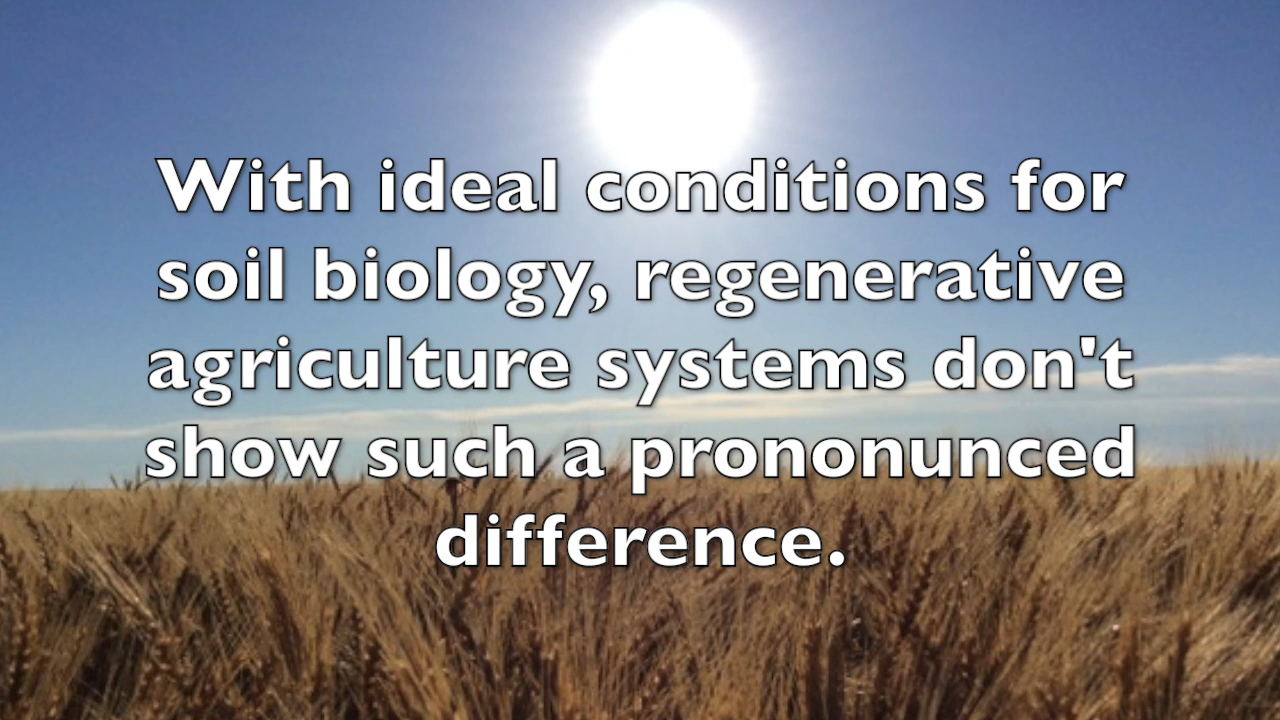 With ideal conditions for
soil biology, regenerative
agriculture systems don't
show such a prononunced
difference.